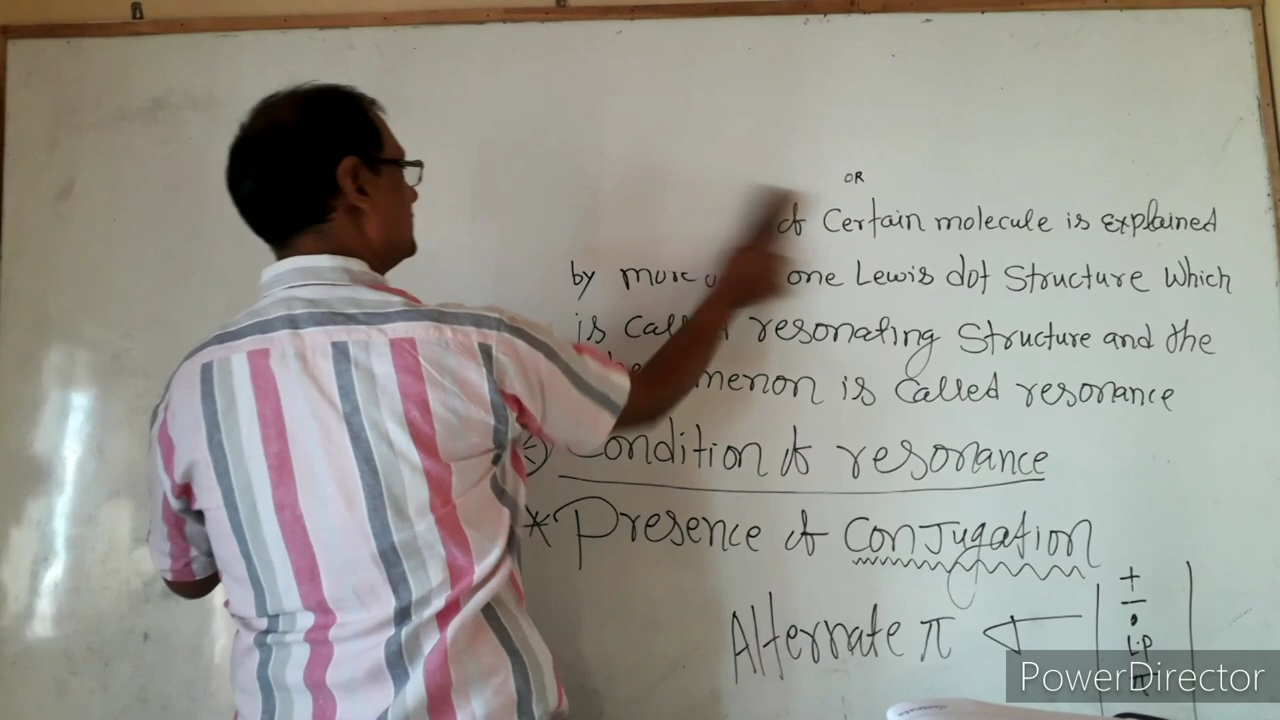 OR
of Certain molecule is explained
by more one Lewis dot Structure Which
is Called resonating Structure and the
menon is Called resonance
Condition of resonance
* Presence of Conjugation
Alternate π
+
−
•
L.P
PowerDirector